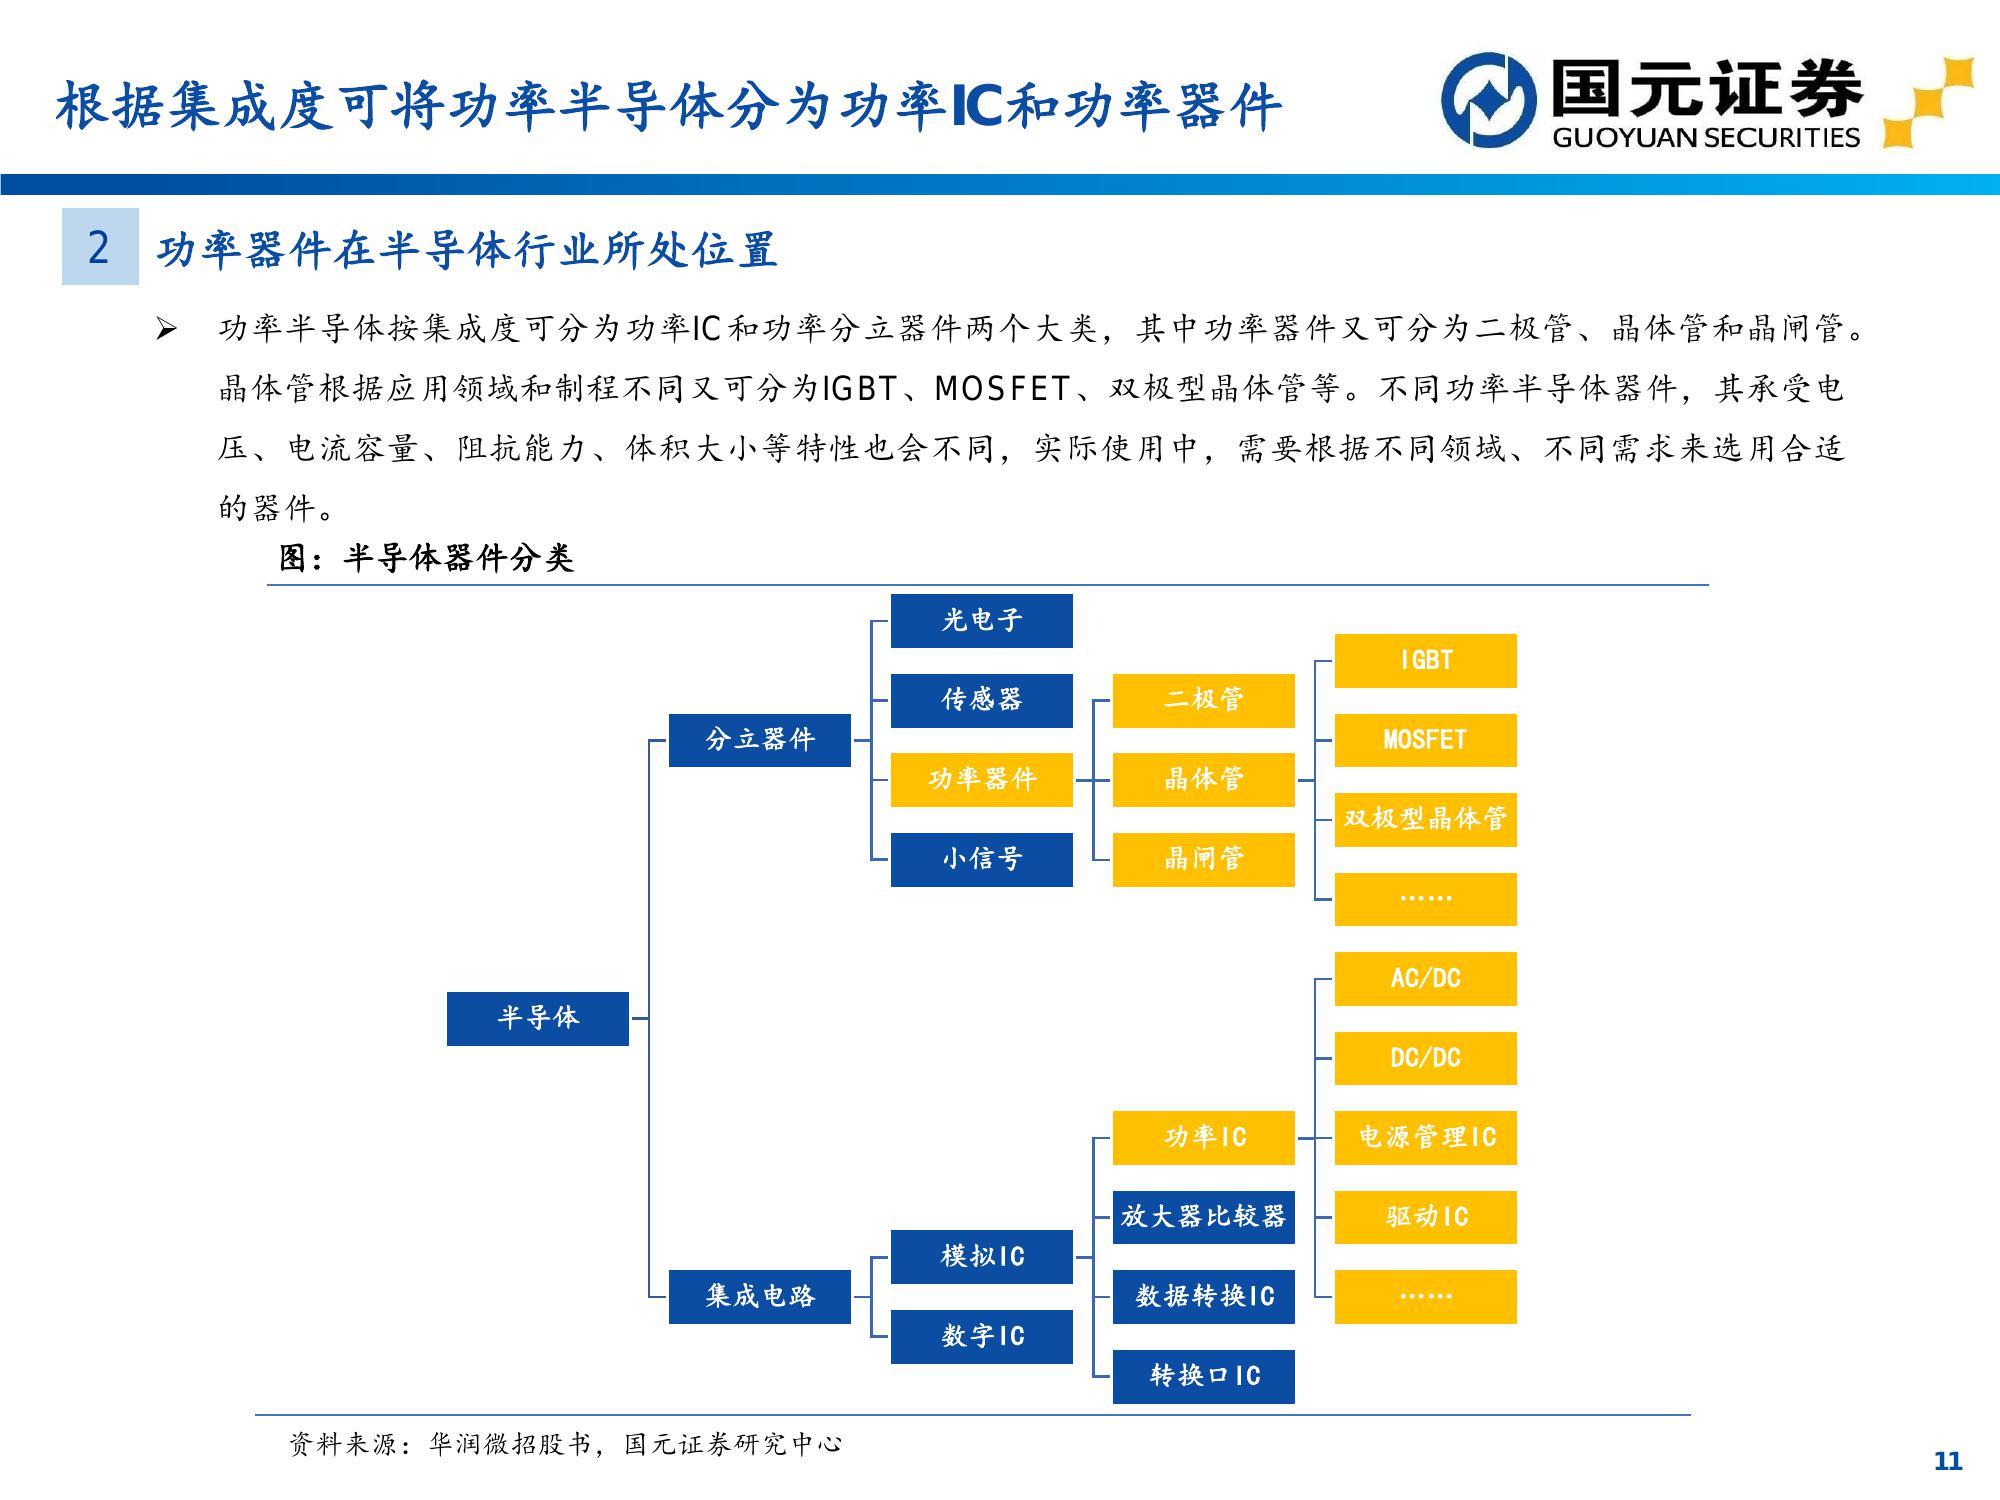 根据集成度可将功率半导体分为功率IC和功率器件
国元证券
GUOYUAN SECURITIES
2
功率器件在半导体行业所处位置
➢ 功率半导体按集成度可分为功率IC和功率分立器件两个大类，其中功率器件又可分为二极管、晶体管和晶闸管。
晶体管根据应用领域和制程不同又可分为IGBT、MOSFET、双极型晶体管等。不同功率半导体器件，其承受电
压、电流容量、阻抗能力、体积大小等特性也会不同，实际使用中，需要根据不同领域、不同需求来选用合适
的器件。
图：半导体器件分类
半导体
分立器件
光电子
传感器
功率器件
小信号
二极管
晶体管
晶闸管
IGBT
MOSFET
双极型晶体管
……
集成电路
模拟IC
数字IC
功率IC
放大器比较器
数据转换IC
转换口IC
AC/DC
DC/DC
电源管理IC
驱动IC
……
资料来源：华润微招股书，国元证券研究中心
11